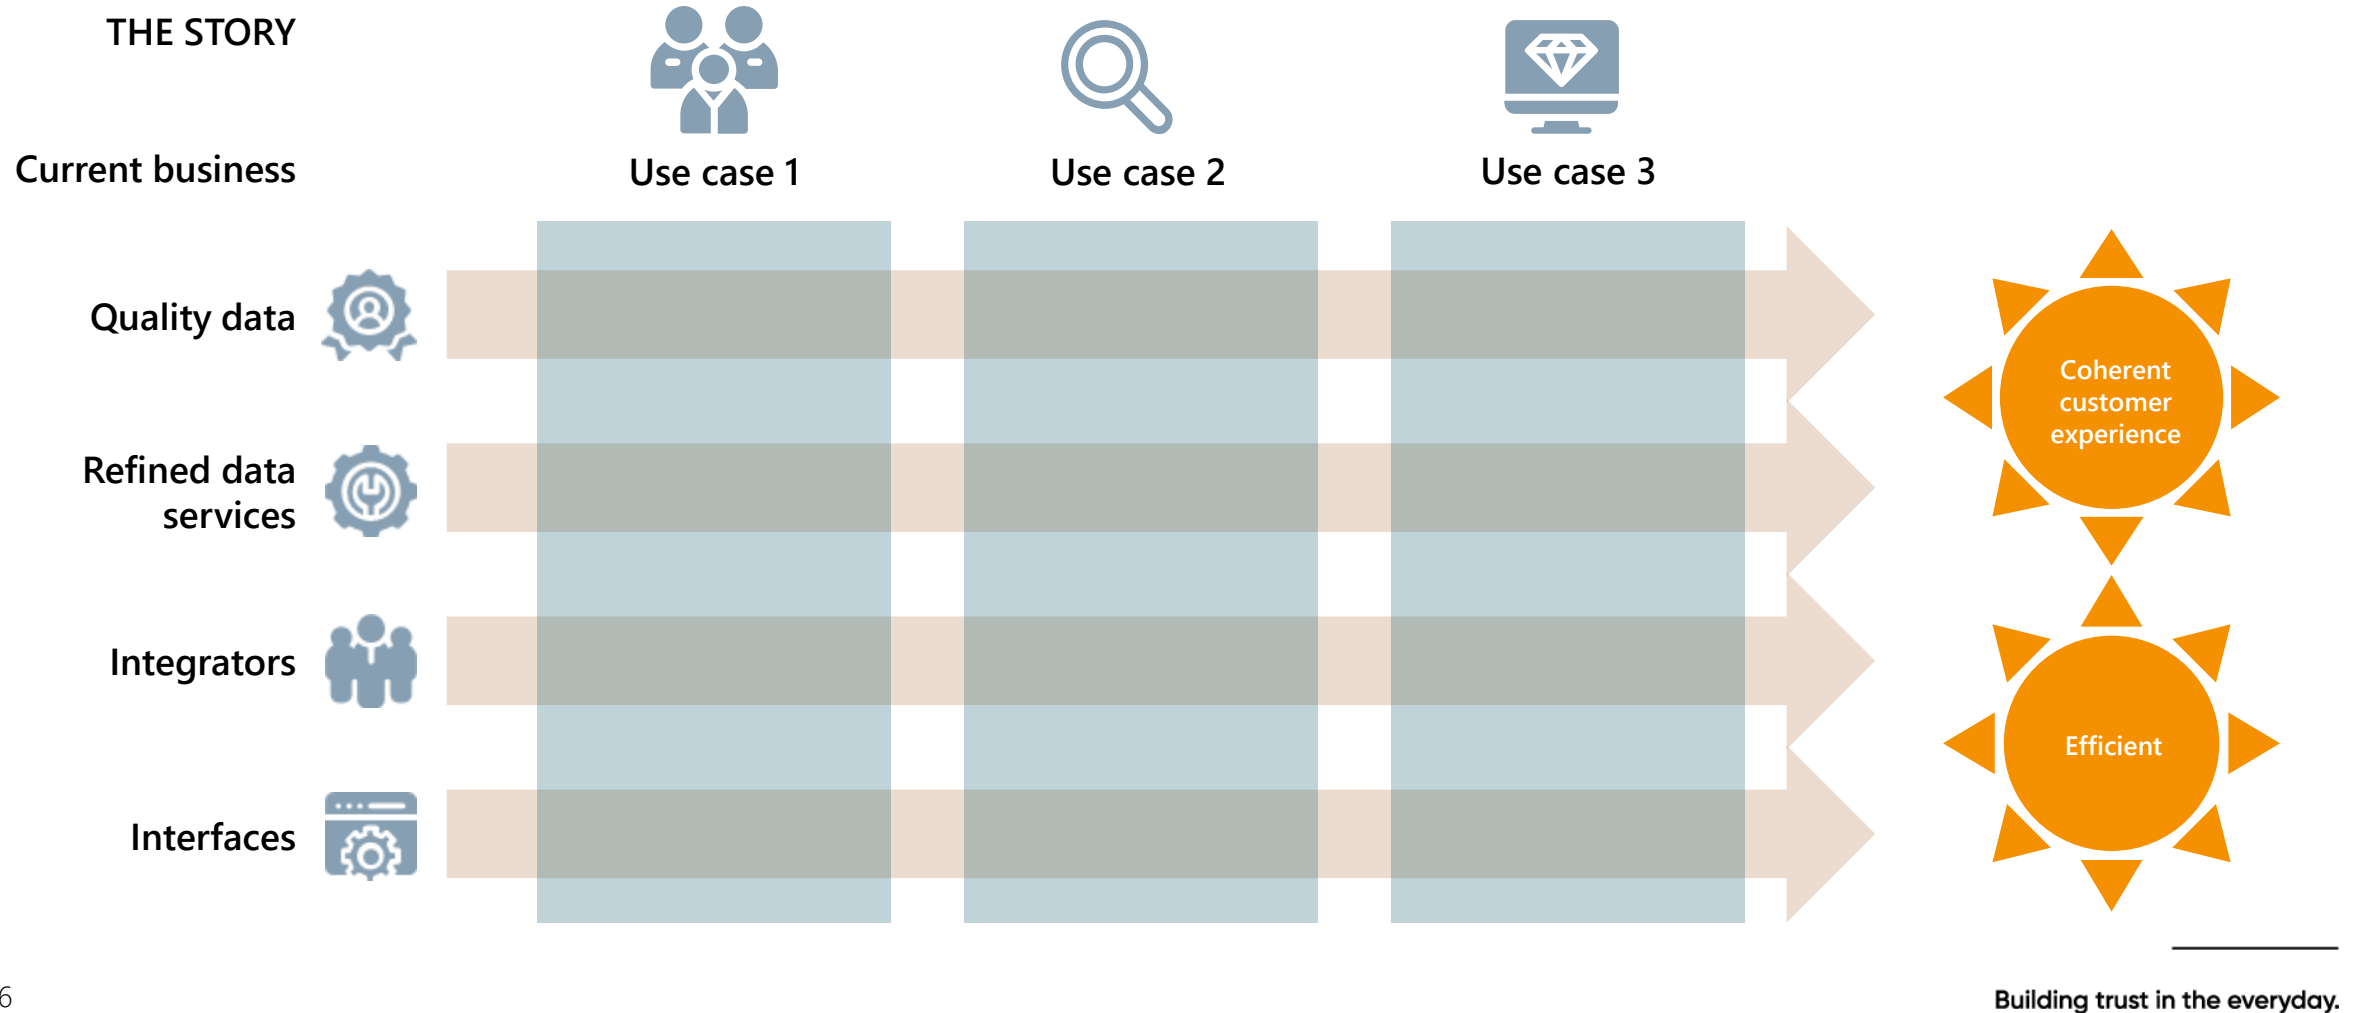 THE STORY
Current business
Use case 1
Use case 2
Use case 3
Quality data
Refined data
services
Integrators
Interfaces
Coherent
customer
experience
Efficient
6
Building trust in the everyday.